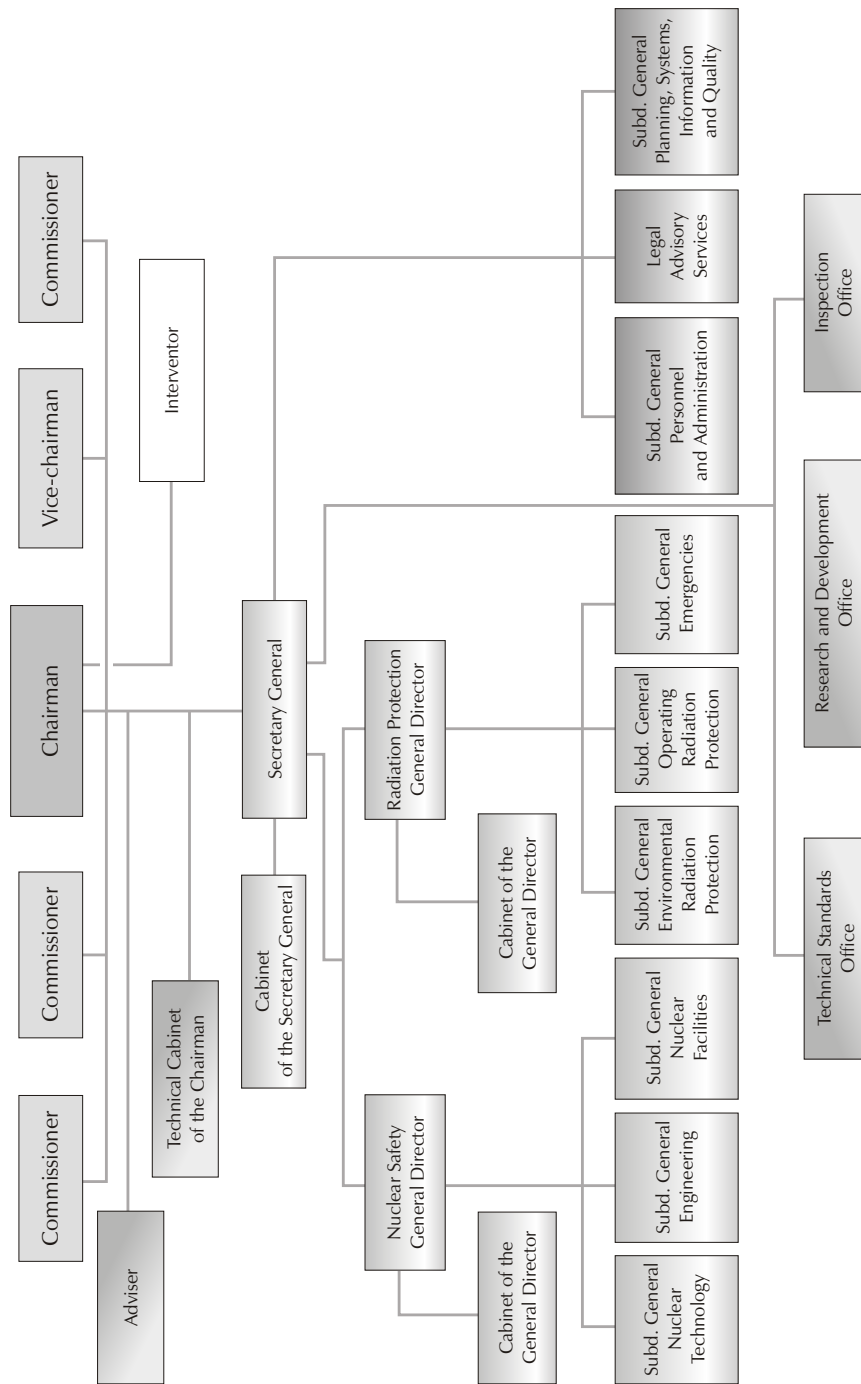 Commissioner
Commissioner
Chairman
Vice-chairman
Commissioner
Adviser
Technical Cabinet
of the Chairman
Interventor
Cabinet
of the Secretary General
Secretary General
Nuclear Safety
General Director
Radiation Protection
General Director
Cabinet of the
General Director
Cabinet of the
General Director
Subd. General
Nuclear
Technology
Subd. General
Engineering
Subd. General
Nuclear
Facilities
Subd. General
Environmental
Radiation
Protection
Subd. General
Operating
Radiation
Protection
Subd. General
Emergencies
Subd. General
Personnel
and Administration
Legal
Advisory
Services
Subd. General
Planning, Systems,
Information
and Quality
Technical Standards
Office
Research and Development
Office
Inspection
Office